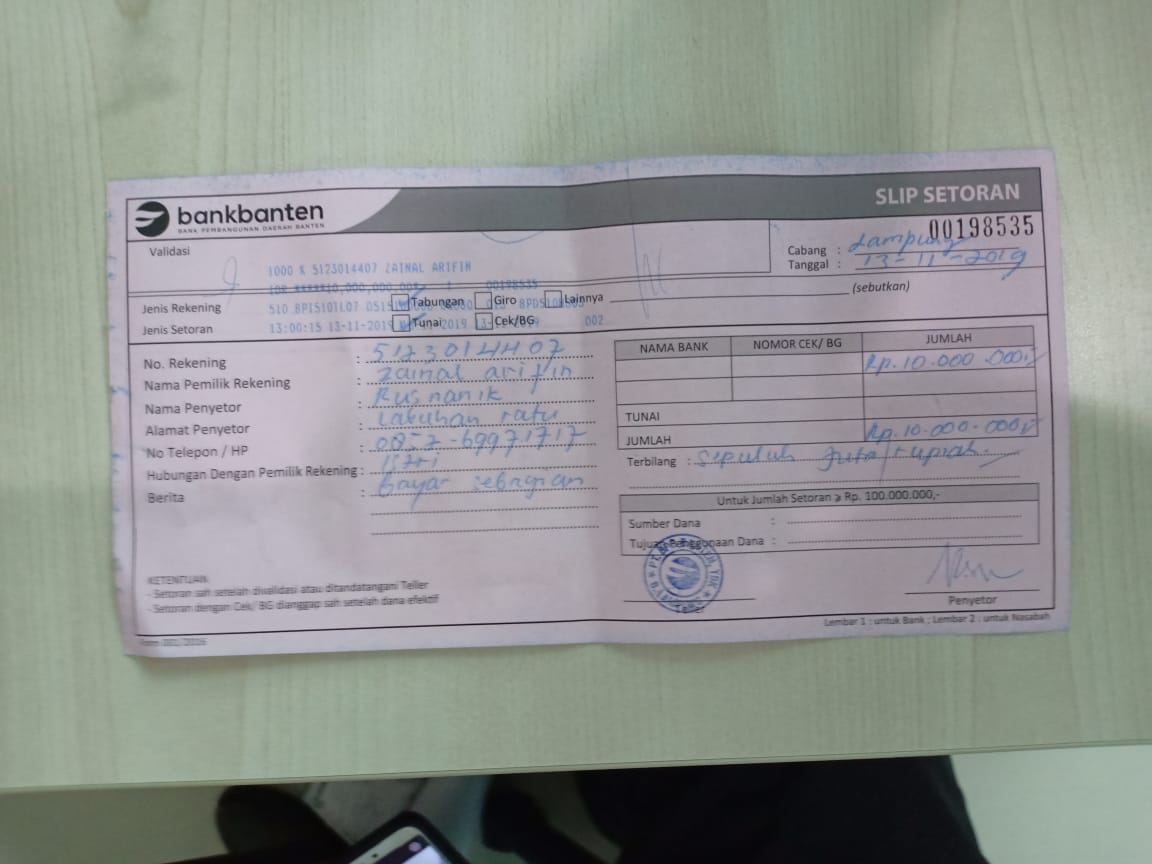 bankbanten
BANK PEMBANGUNAN DAERAH BANTEN
SLIP SETORAN
00198535
Validasi
Cabang : Lampung
Tanggal : 13-11-2019
1000 K 5123014407 ZAINAL ARIFIN
00198535
Jenis Rekening Tabungan Giro Lainnya (sebutkan)
Jenis Setoran Tunai Cek/BG
13:00:15 13-11-2019 002
No. Rekening : 5123014407
Nama Pemilik Rekening : Zainal arifin
Nama Penyetor : Rusnanik
Alamat Penyetor : Labuhan ratu
No Telepon / HP : 0857-69971717
Hubungan Dengan Pemilik Rekening : Istri
Berita : bayar sebagian
NAMA BANK NOMOR CEK/ BG JUMLAH
Rp. 10.000.000,-
TUNAI
JUMLAH Rp. 10.000.000,-
Terbilang : Sepuluh juta rupiah.
Untuk Jumlah Setoran ≥ Rp. 100.000.000,-
Sumber Dana :
Tujuan Penggunaan Dana :
KETENTUAN
- Setoran sah setelah divalidasi atau ditandatangani Teller
- Setoran dengan Cek/ BG dianggap sah setelah dana efektif
Teller
Penyetor
Lembar 1 : untuk Bank ; Lembar 2 : untuk Nasabah